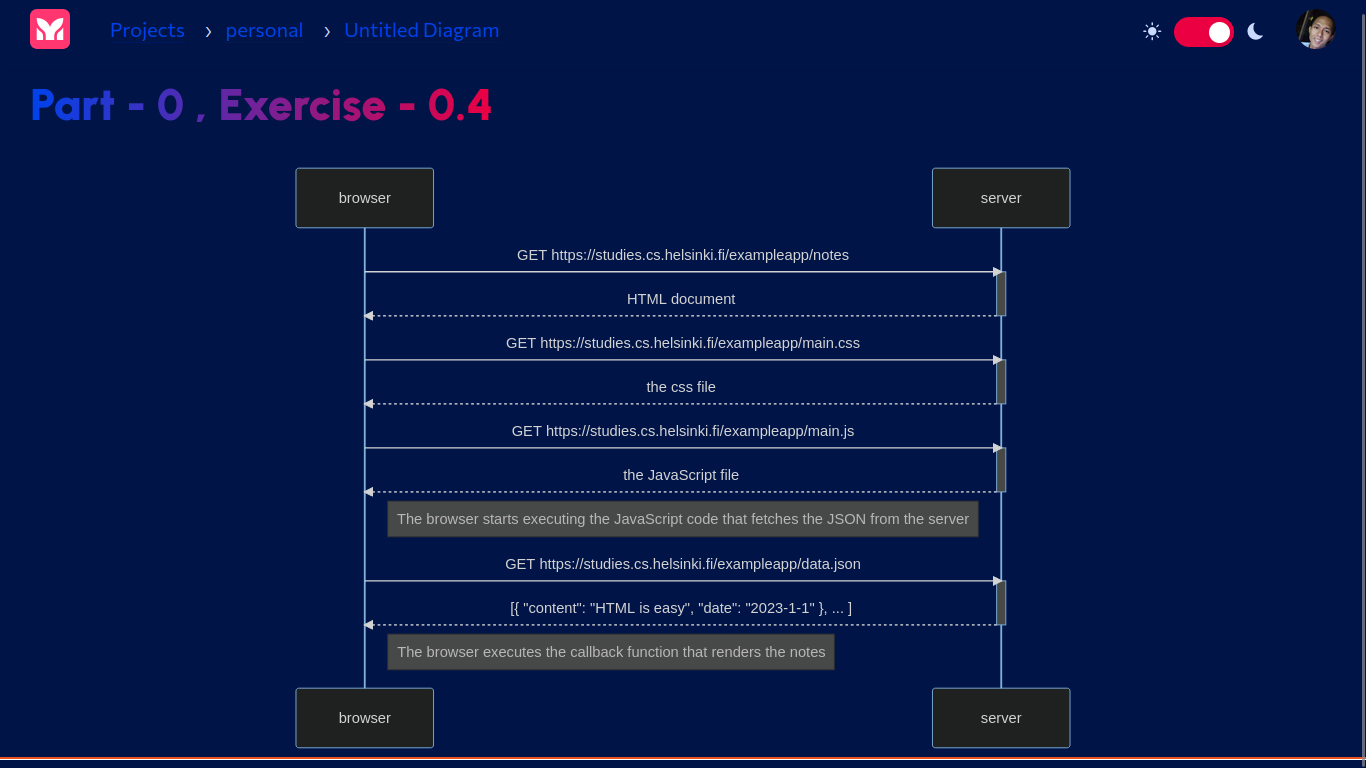 Projects › personal › Untitled Diagram
Part - 0 , Exercise - 0.4
browser server
GET https://studies.cs.helsinki.fi/exampleapp/notes
HTML document
GET https://studies.cs.helsinki.fi/exampleapp/main.css
the css file
GET https://studies.cs.helsinki.fi/exampleapp/main.js
the JavaScript file
The browser starts executing the JavaScript code that fetches the JSON from the server
GET https://studies.cs.helsinki.fi/exampleapp/data.json
[{ "content": "HTML is easy", "date": "2023-1-1" }, ... ]
The browser executes the callback function that renders the notes
browser server